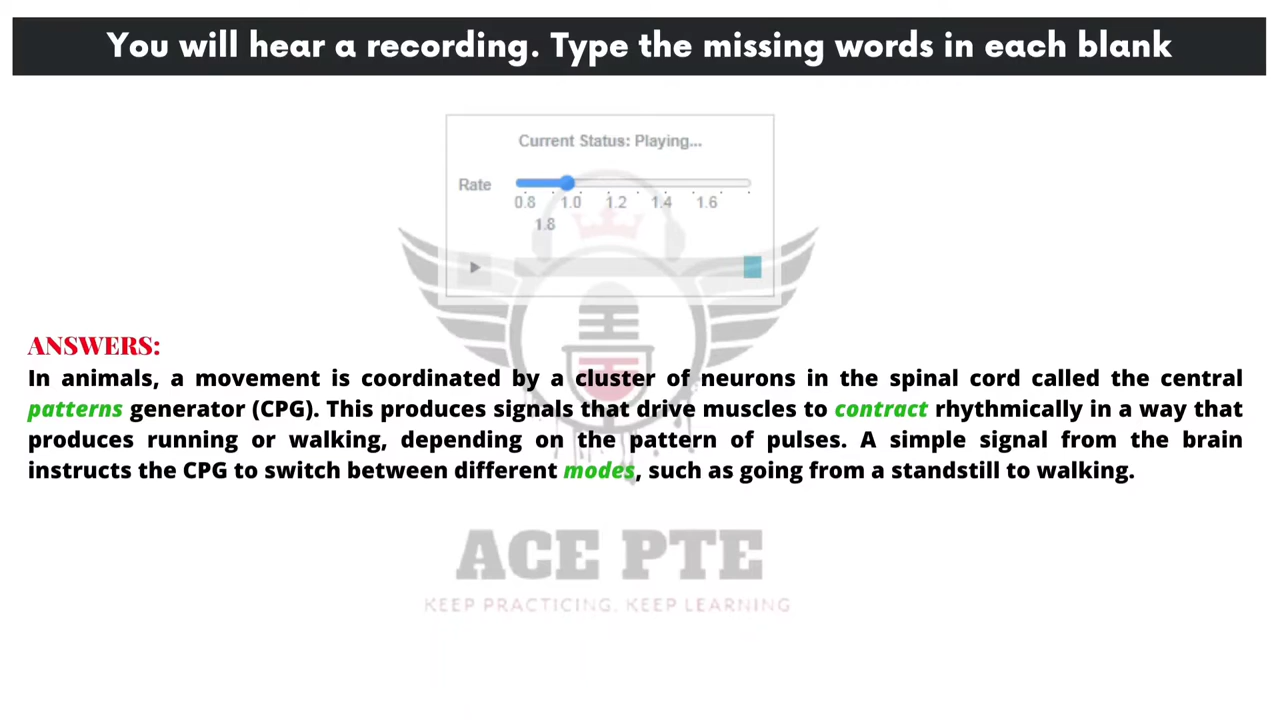 You will hear a recording. Type the missing words in each blank
Current Status: Playing...
Rate
0.8 1.0 1.2 1.4 1.6
1.8
ANSWERS:
In animals, a movement is coordinated by a cluster of neurons in the spinal cord called the central
patterns generator (CPG). This produces signals that drive muscles to contract rhythmically in a way that
produces running or walking, depending on the pattern of pulses. A simple signal from the brain
instructs the CPG to switch between different modes, such as going from a standstill to walking.
ACE PTE
KEEP PRACTICING, KEEP LEARNING